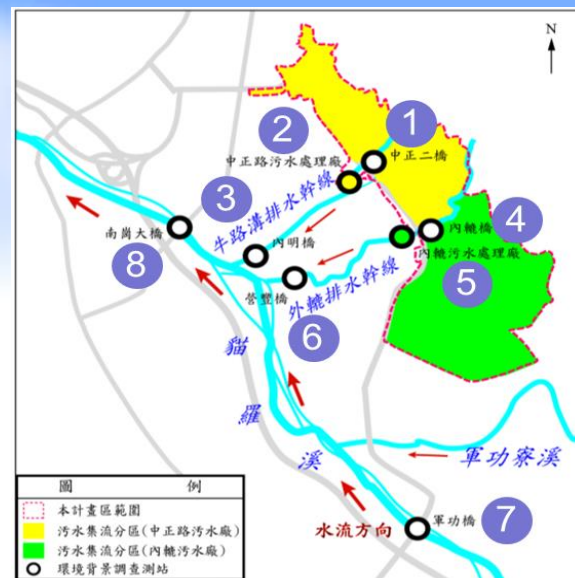 N
1
2
中正路污水處理廠
中正二橋
3
牛路溝排水幹線
南崗大橋
內明橋
內轆橋
4
內轆污水處理廠
8
營豐橋
外轆排水幹線
5
6
貓羅溪
軍功寮溪
水流方向
軍功橋
7
圖例
本計畫區範圍
污水集流分區(中正路污水廠)
污水集流分區(內轆污水廠)
環境背景調查測站